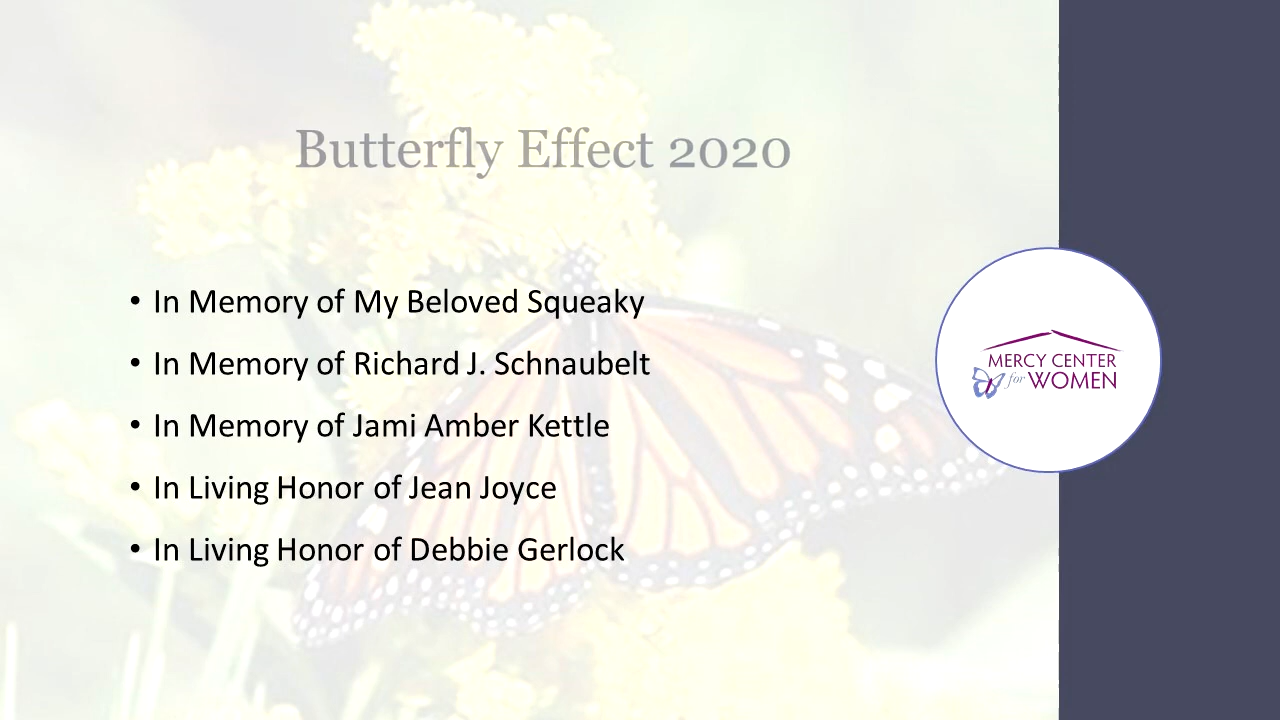 Butterfly Effect 2020
• In Memory of My Beloved Squeaky
• In Memory of Richard J. Schnaubelt
• In Memory of Jami Amber Kettle
• In Living Honor of Jean Joyce
• In Living Honor of Debbie Gerlock
MERCY CENTER
for WOMEN